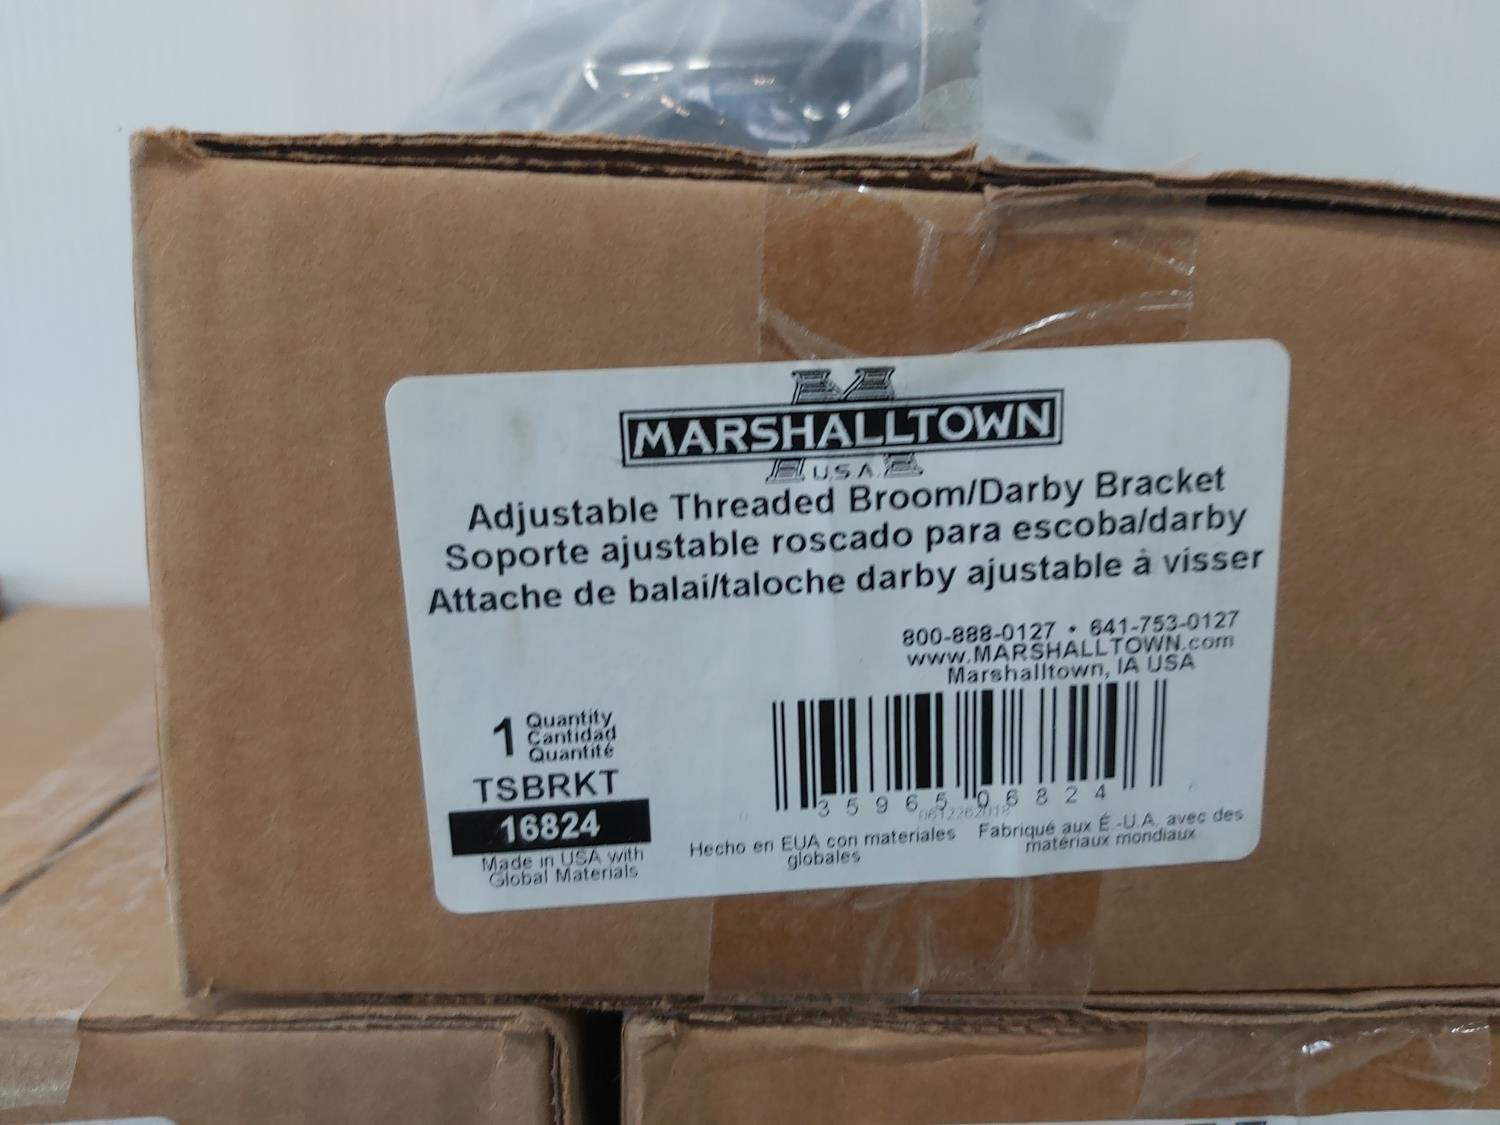 MARSHALLTOWN
U.S.A.
Adjustable Threaded Broom/Darby Bracket
Soporte ajustable roscado para escoba/darby
Attache de balai/taloche darby ajustable à visser
800-888-0127 • 641-753-0127
www.MARSHALLTOWN.com
Marshalltown, IA USA
1 Quantity
Cantidad
Quantité
TSBRKT
16824
Made in USA with
Global Materials
35965 06824
0612262018
Hecho en EUA con materiales
globales
Fabriqué aux É.-U.A. avec des
matériaux mondiaux